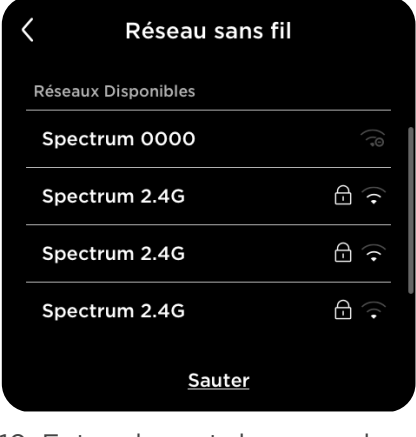 Réseau sans fil
Réseaux Disponibles
Spectrum 0000
Spectrum 2.4G
Spectrum 2.4G
Spectrum 2.4G
Sauter